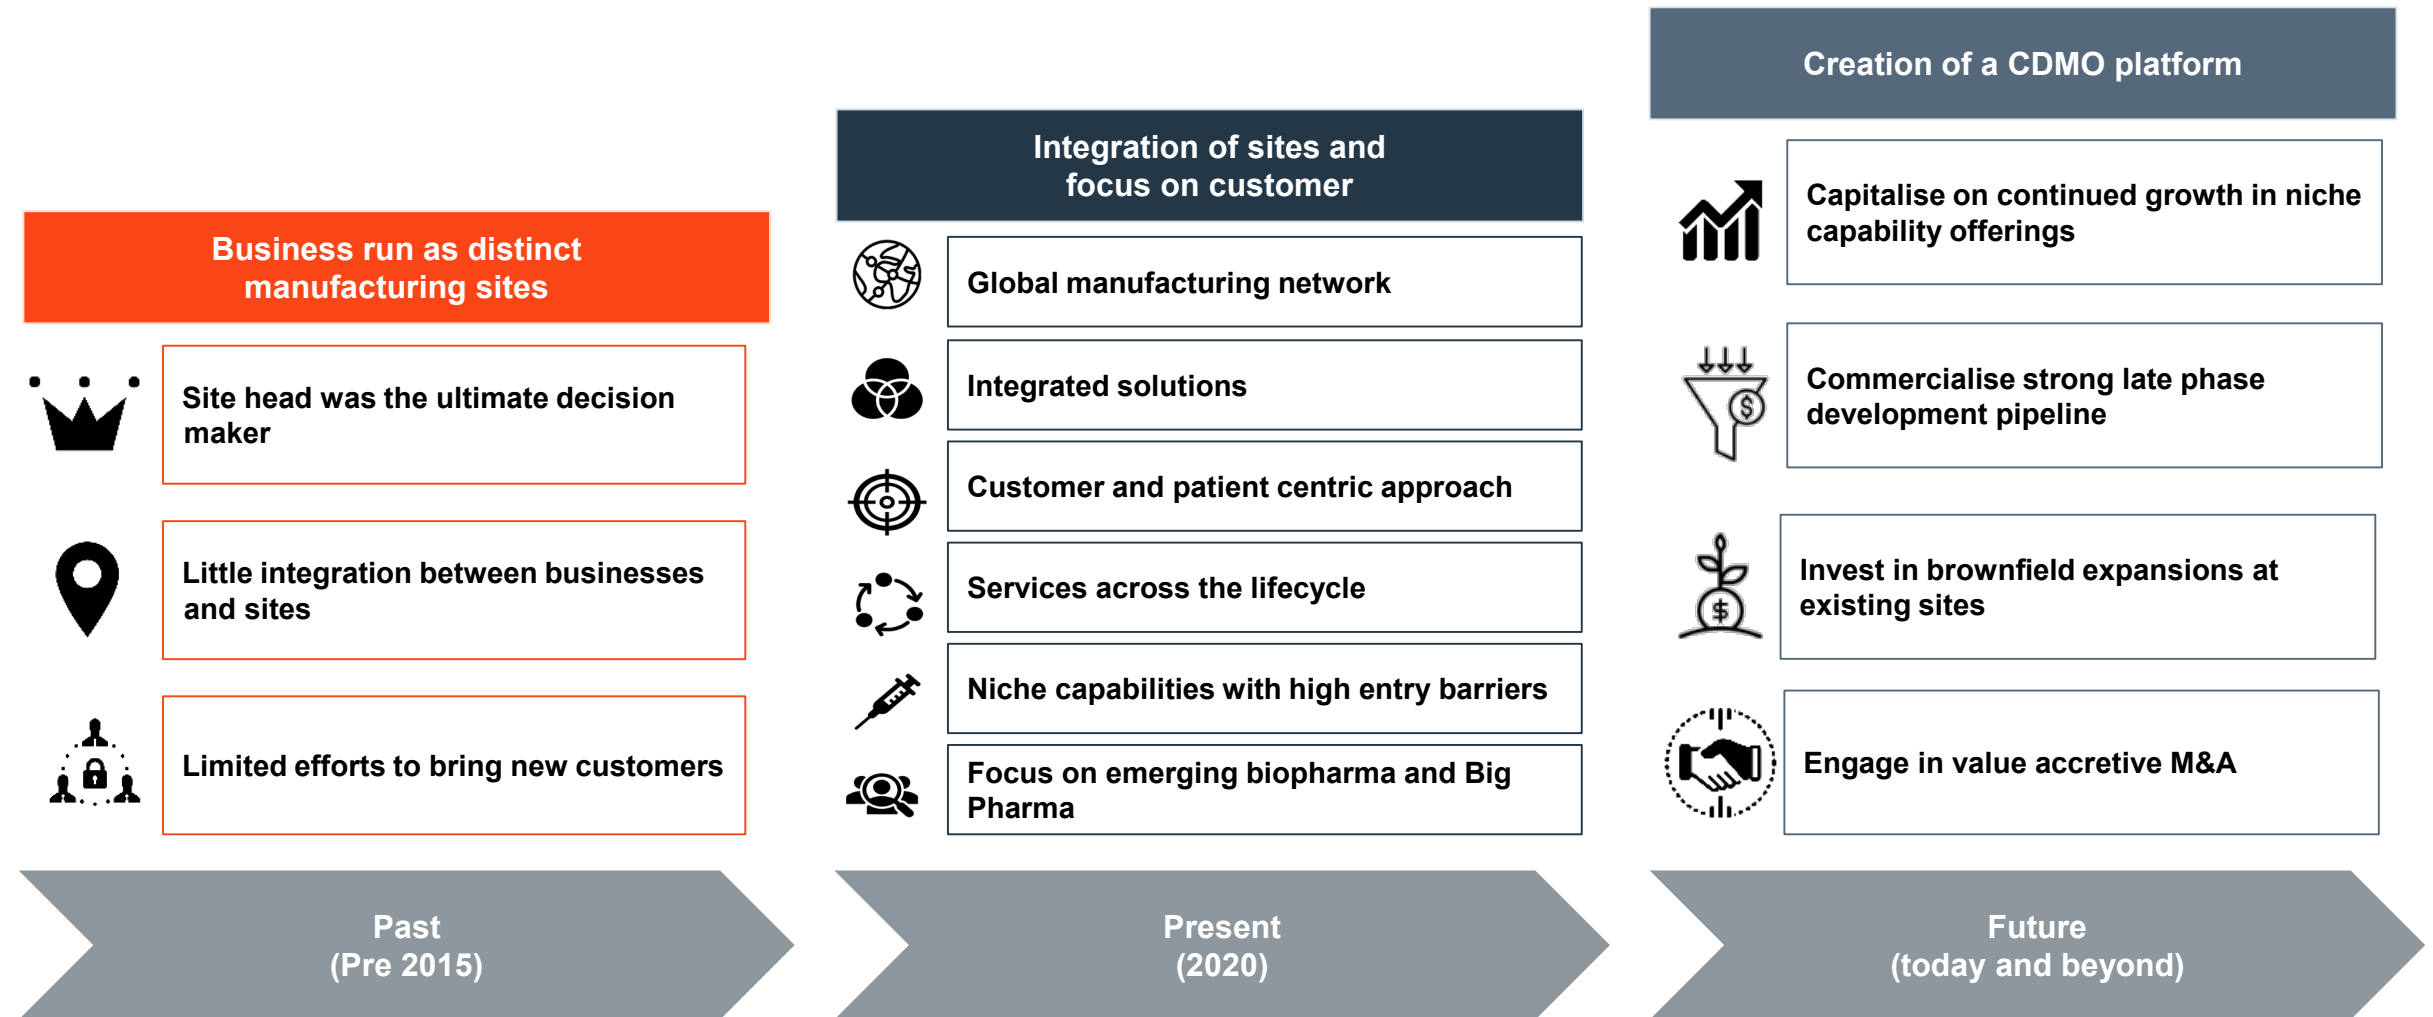 Business run as distinct
manufacturing sites
Site head was the ultimate decision
maker
Little integration between businesses
and sites
Limited efforts to bring new customers
Past
(Pre 2015)
Integration of sites and
focus on customer
Global manufacturing network
Integrated solutions
Customer and patient centric approach
Services across the lifecycle
Niche capabilities with high entry barriers
Focus on emerging biopharma and Big
Pharma
Present
(2020)
Creation of a CDMO platform
Capitalise on continued growth in niche
capability offerings
$
Commercialise strong late phase
development pipeline
$
Invest in brownfield expansions at
existing sites
Engage in value accretive M&A
Future
(today and beyond)